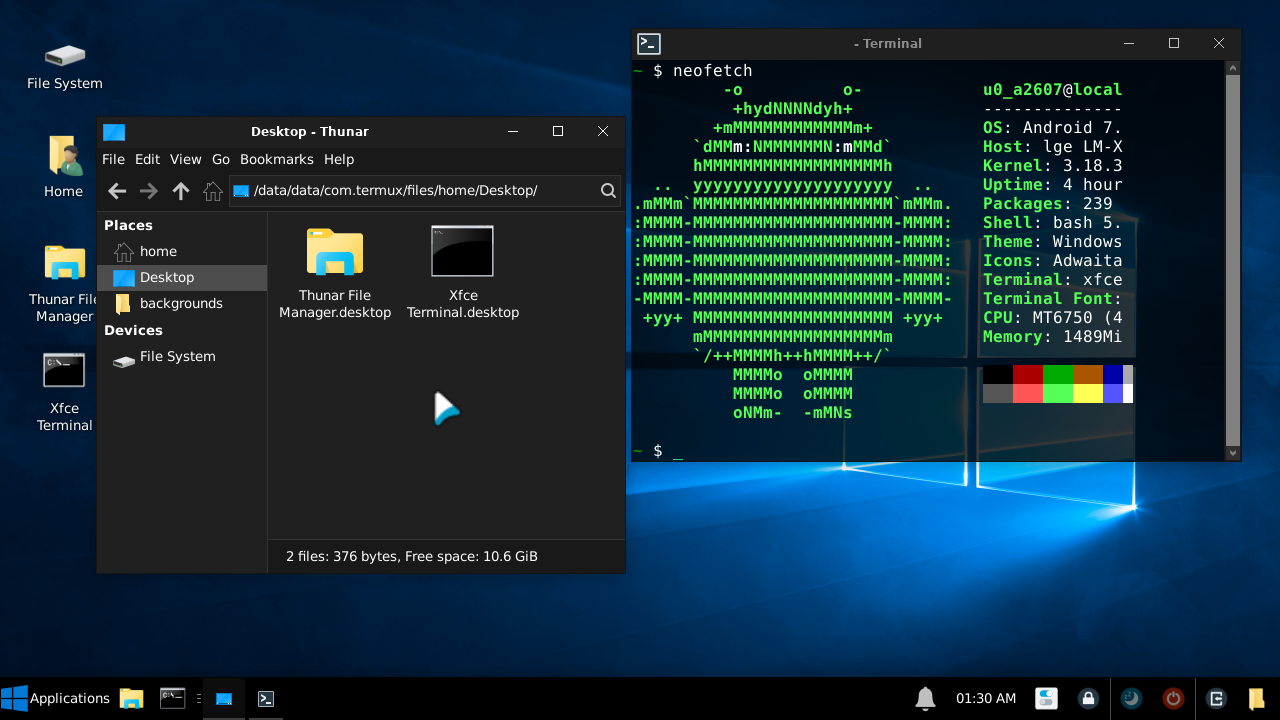 File System
Home
Thunar File
Manager
Xfce
Terminal
Desktop - Thunar
File Edit View Go Bookmarks Help
/data/data/com.termux/files/home/Desktop/
Places
home
Desktop
backgrounds
Devices
File System
Thunar File
Manager.desktop
Xfce
Terminal.desktop
2 files: 376 bytes, Free space: 10.6 GiB
- Terminal
~ $ neofetch
-o          o-
+hydNNNNdyh+
+mMMMMMMMMMMMMm+
`dMMm:NMMMMMMN:mMMd`
hMMMMMMMMMMMMMMMMMMh
..  yyyyyyyyyyyyyyyyyyyy  ..
.mMMm`MMMMMMMMMMMMMMMMMMMM`mMMm.
:MMMM-MMMMMMMMMMMMMMMMMMMM-MMMM:
:MMMM-MMMMMMMMMMMMMMMMMMMM-MMMM:
:MMMM-MMMMMMMMMMMMMMMMMMMM-MMMM:
:MMMM-MMMMMMMMMMMMMMMMMMMM-MMMM:
-MMMM-MMMMMMMMMMMMMMMMMMMM-MMMM-
+yy+ MMMMMMMMMMMMMMMMMMMM +yy+
mMMMMMMMMMMMMMMMMMMm
`/++MMMMh++hMMMM++/`
MMMMo  oMMMM
MMMMo  oMMMM
oNMm-  -mMNs
u0_a2607@local
--------------
OS: Android 7.
Host: lge LM-X
Kernel: 3.18.3
Uptime: 4 hour
Packages: 239
Shell: bash 5.
Theme: Windows
Icons: Adwaita
Terminal: xfce
Terminal Font:
CPU: MT6750 (4
Memory: 1489Mi
~ $ _
Applications
01:30 AM